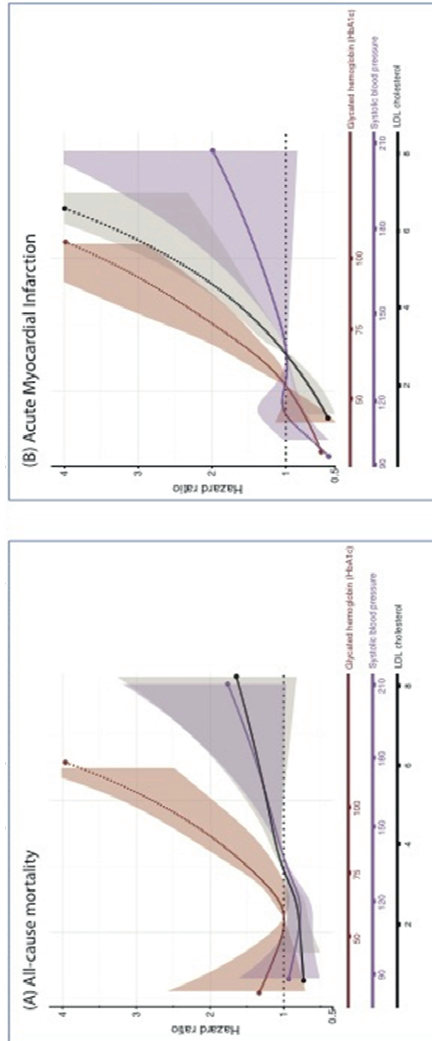 (A) All-cause mortality
Hazard ratio
4
3
2
1
0.5
50 75 100
Glycated hemoglobin (HbA1c)
90 120 150 180 210
Systolic blood pressure
2 4 6 8
LDL cholesterol
(B) Acute Myocardial Infarction
Hazard ratio
4
3
2
1
0.5
50 75 100
Glycated hemoglobin (HbA1c)
90 120 150 180 210
Systolic blood pressure
2 4 6 8
LDL cholesterol